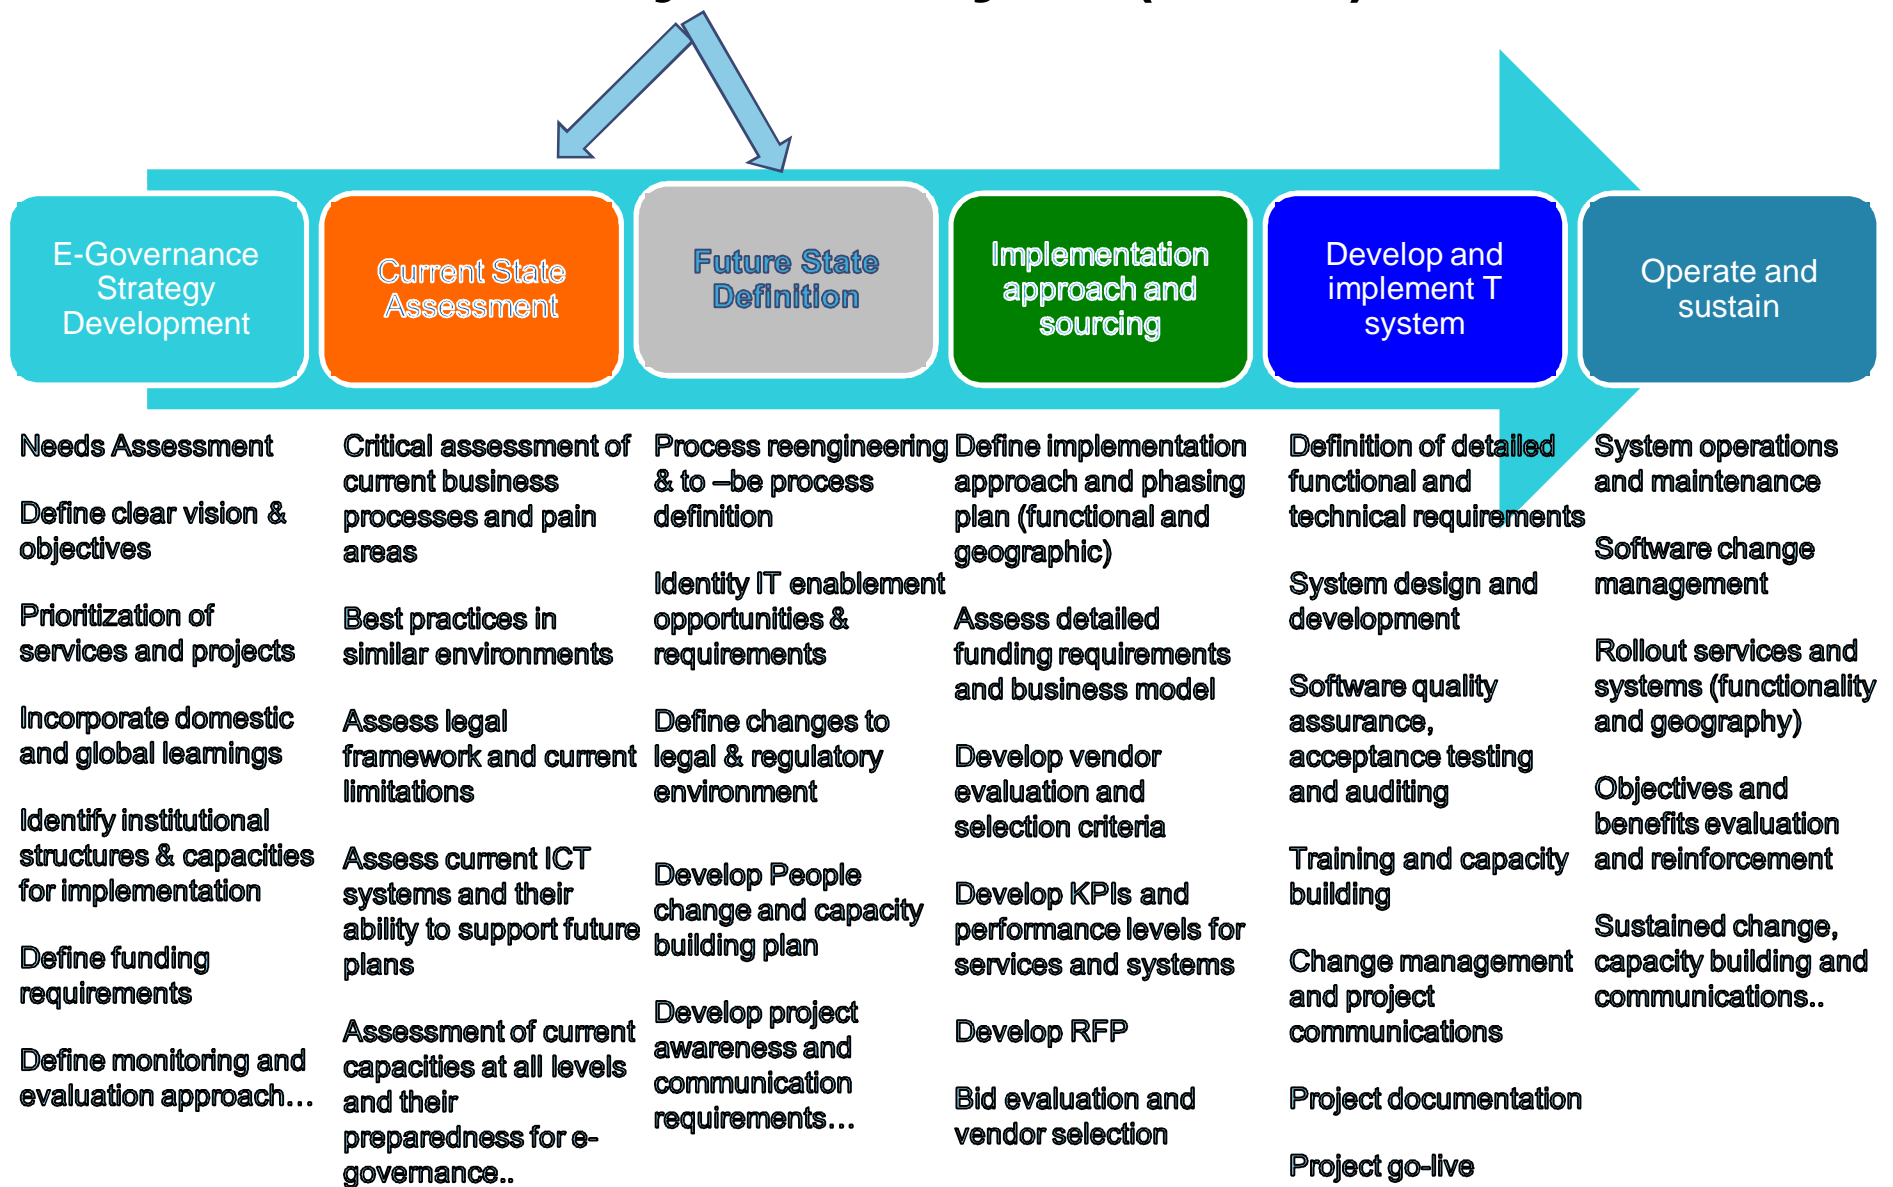 E-Governance
Strategy
Development
Current State
Assessment
Future State
Definition
Implementation
approach and
sourcing
Develop and
implement T
system
Operate and
sustain
Needs Assessment
Define clear vision &
objectives
Prioritization of
services and projects
Incorporate domestic
and global learnings
Identify institutional
structures & capacities
for implementation
Define funding
requirements
Define monitoring and
evaluation approach…
Critical assessment of
current business
processes and pain
areas
Best practices in
similar environments
Assess legal
framework and current
limitations
Assess current ICT
systems and their
ability to support future
plans
Assessment of current
capacities at all levels
and their
preparedness for e-
governance..
Process reengineering
& to –be process
definition
Identity IT enablement
opportunities &
requirements
Define changes to
legal & regulatory
environment
Develop People
change and capacity
building plan
Develop project
awareness and
communication
requirements…
Define implementation
approach and phasing
plan (functional and
geographic)
Assess detailed
funding requirements
and business model
Develop vendor
evaluation and
selection criteria
Develop KPIs and
performance levels for
services and systems
Develop RFP
Bid evaluation and
vendor selection
Definition of detailed
functional and
technical requirements
System design and
development
Software quality
assurance,
acceptance testing
and auditing
Training and capacity
building
Change management
and project
communications
Project documentation
Project go-live
System operations
and maintenance
Software change
management
Rollout services and
systems (functionality
and geography)
Objectives and
benefits evaluation
and reinforcement
Sustained change,
capacity building and
communications..